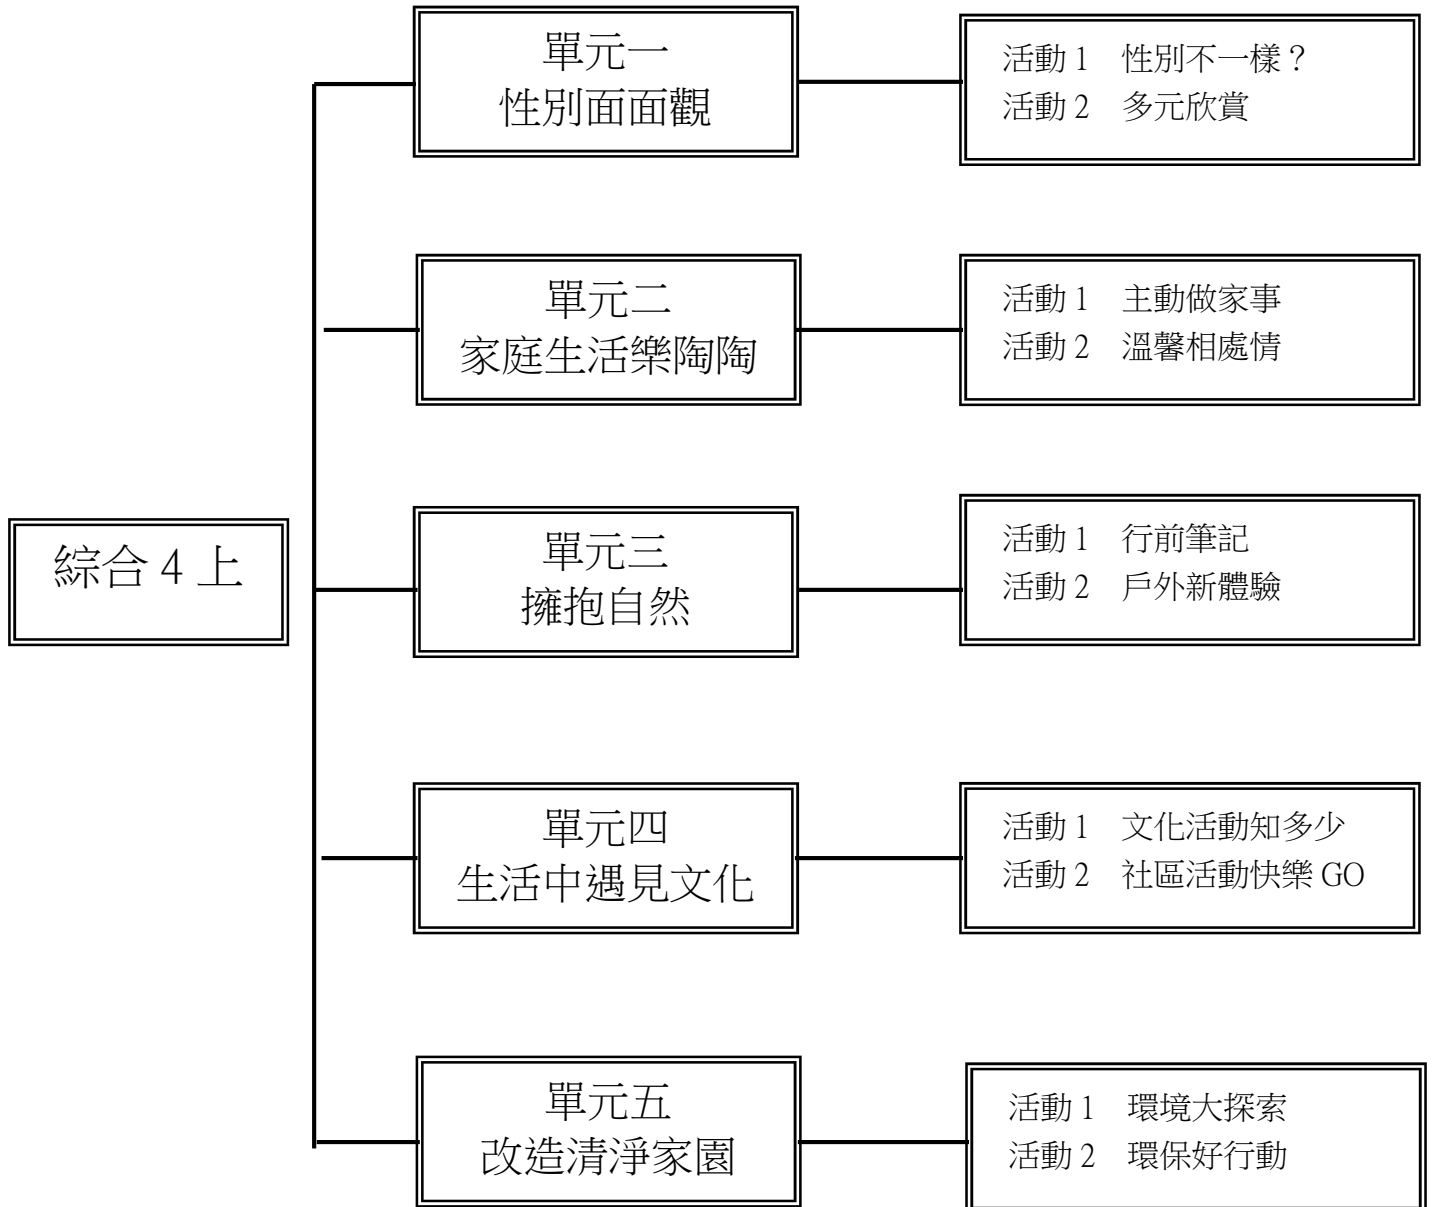 單元一
性別面面觀
活動 1　性別不一樣？
活動 2　多元欣賞
單元二
家庭生活樂陶陶
活動 1　主動做家事
活動 2　溫馨相處情
綜合 4 上
單元三
擁抱自然
活動 1　行前筆記
活動 2　戶外新體驗
單元四
生活中遇見文化
活動 1　文化活動知多少
活動 2　社區活動快樂 GO
單元五
改造清淨家園
活動 1　環境大探索
活動 2　環保好行動